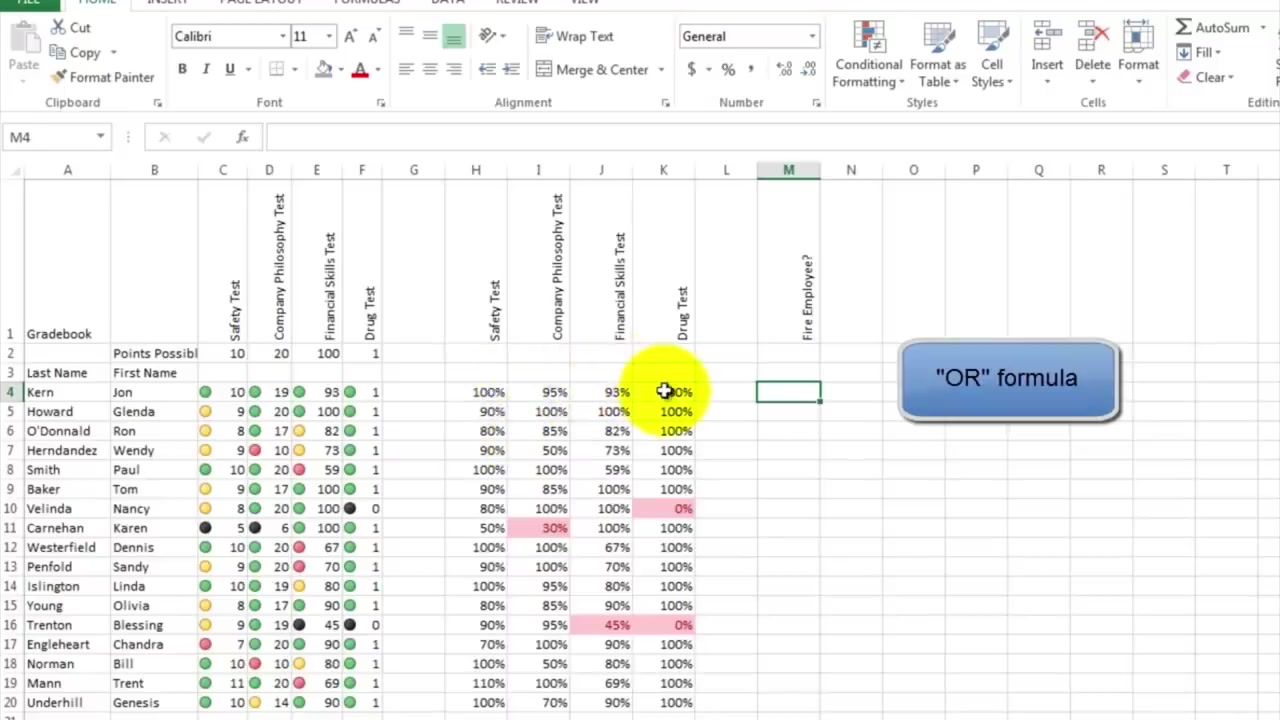 FILE HOME INSERT PAGE LAYOUT FORMULAS DATA REVIEW VIEW
Cut
Copy
Format Painter
Paste
Clipboard
Calibri 11
B I U
Font
Wrap Text
Merge & Center
Alignment
General
$ % ,
Number
Conditional Formatting
Format as Table
Cell Styles
Styles
Insert Delete Format
Cells
AutoSum
Fill
Clear
M4 fx
A B C D E F G H I J K L M N O P Q R S T
1 Gradebook Safety Test Company Philosophy Test Financial Skills Test Drug Test Safety Test Company Philosophy Test Financial Skills Test Drug Test Fire Employee?
2 Points Possibl 10 20 100 1
3 Last Name First Name
4 Kern Jon 10 19 93 1 100% 95% 93%
5 Howard Glenda 9 20 100 1 90% 100% 100% 100%
6 O'Donnald Ron 8 17 82 1 80% 85% 82% 100%
7 Herndandez Wendy 9 10 73 1 90% 50% 73% 100%
8 Smith Paul 10 20 59 1 100% 100% 59% 100%
9 Baker Tom 9 17 100 1 90% 85% 100% 100%
10 Velinda Nancy 8 20 100 0 80% 100% 100% 0%
11 Carnehan Karen 5 6 100 1 50% 30% 100% 100%
12 Westerfield Dennis 10 20 67 1 100% 100% 67% 100%
13 Penfold Sandy 9 20 70 1 90% 100% 70% 100%
14 Islington Linda 10 19 80 1 100% 95% 80% 100%
15 Young Olivia 8 17 90 1 80% 85% 90% 100%
16 Trenton Blessing 9 19 45 0 90% 95% 45% 0%
17 Engleheart Chandra 7 20 90 1 70% 100% 90% 100%
18 Norman Bill 10 10 80 1 100% 50% 80% 100%
19 Mann Trent 11 20 69 1 110% 100% 69% 100%
20 Underhill Genesis 10 14 90 1 100% 70% 90% 100%
"OR" formula